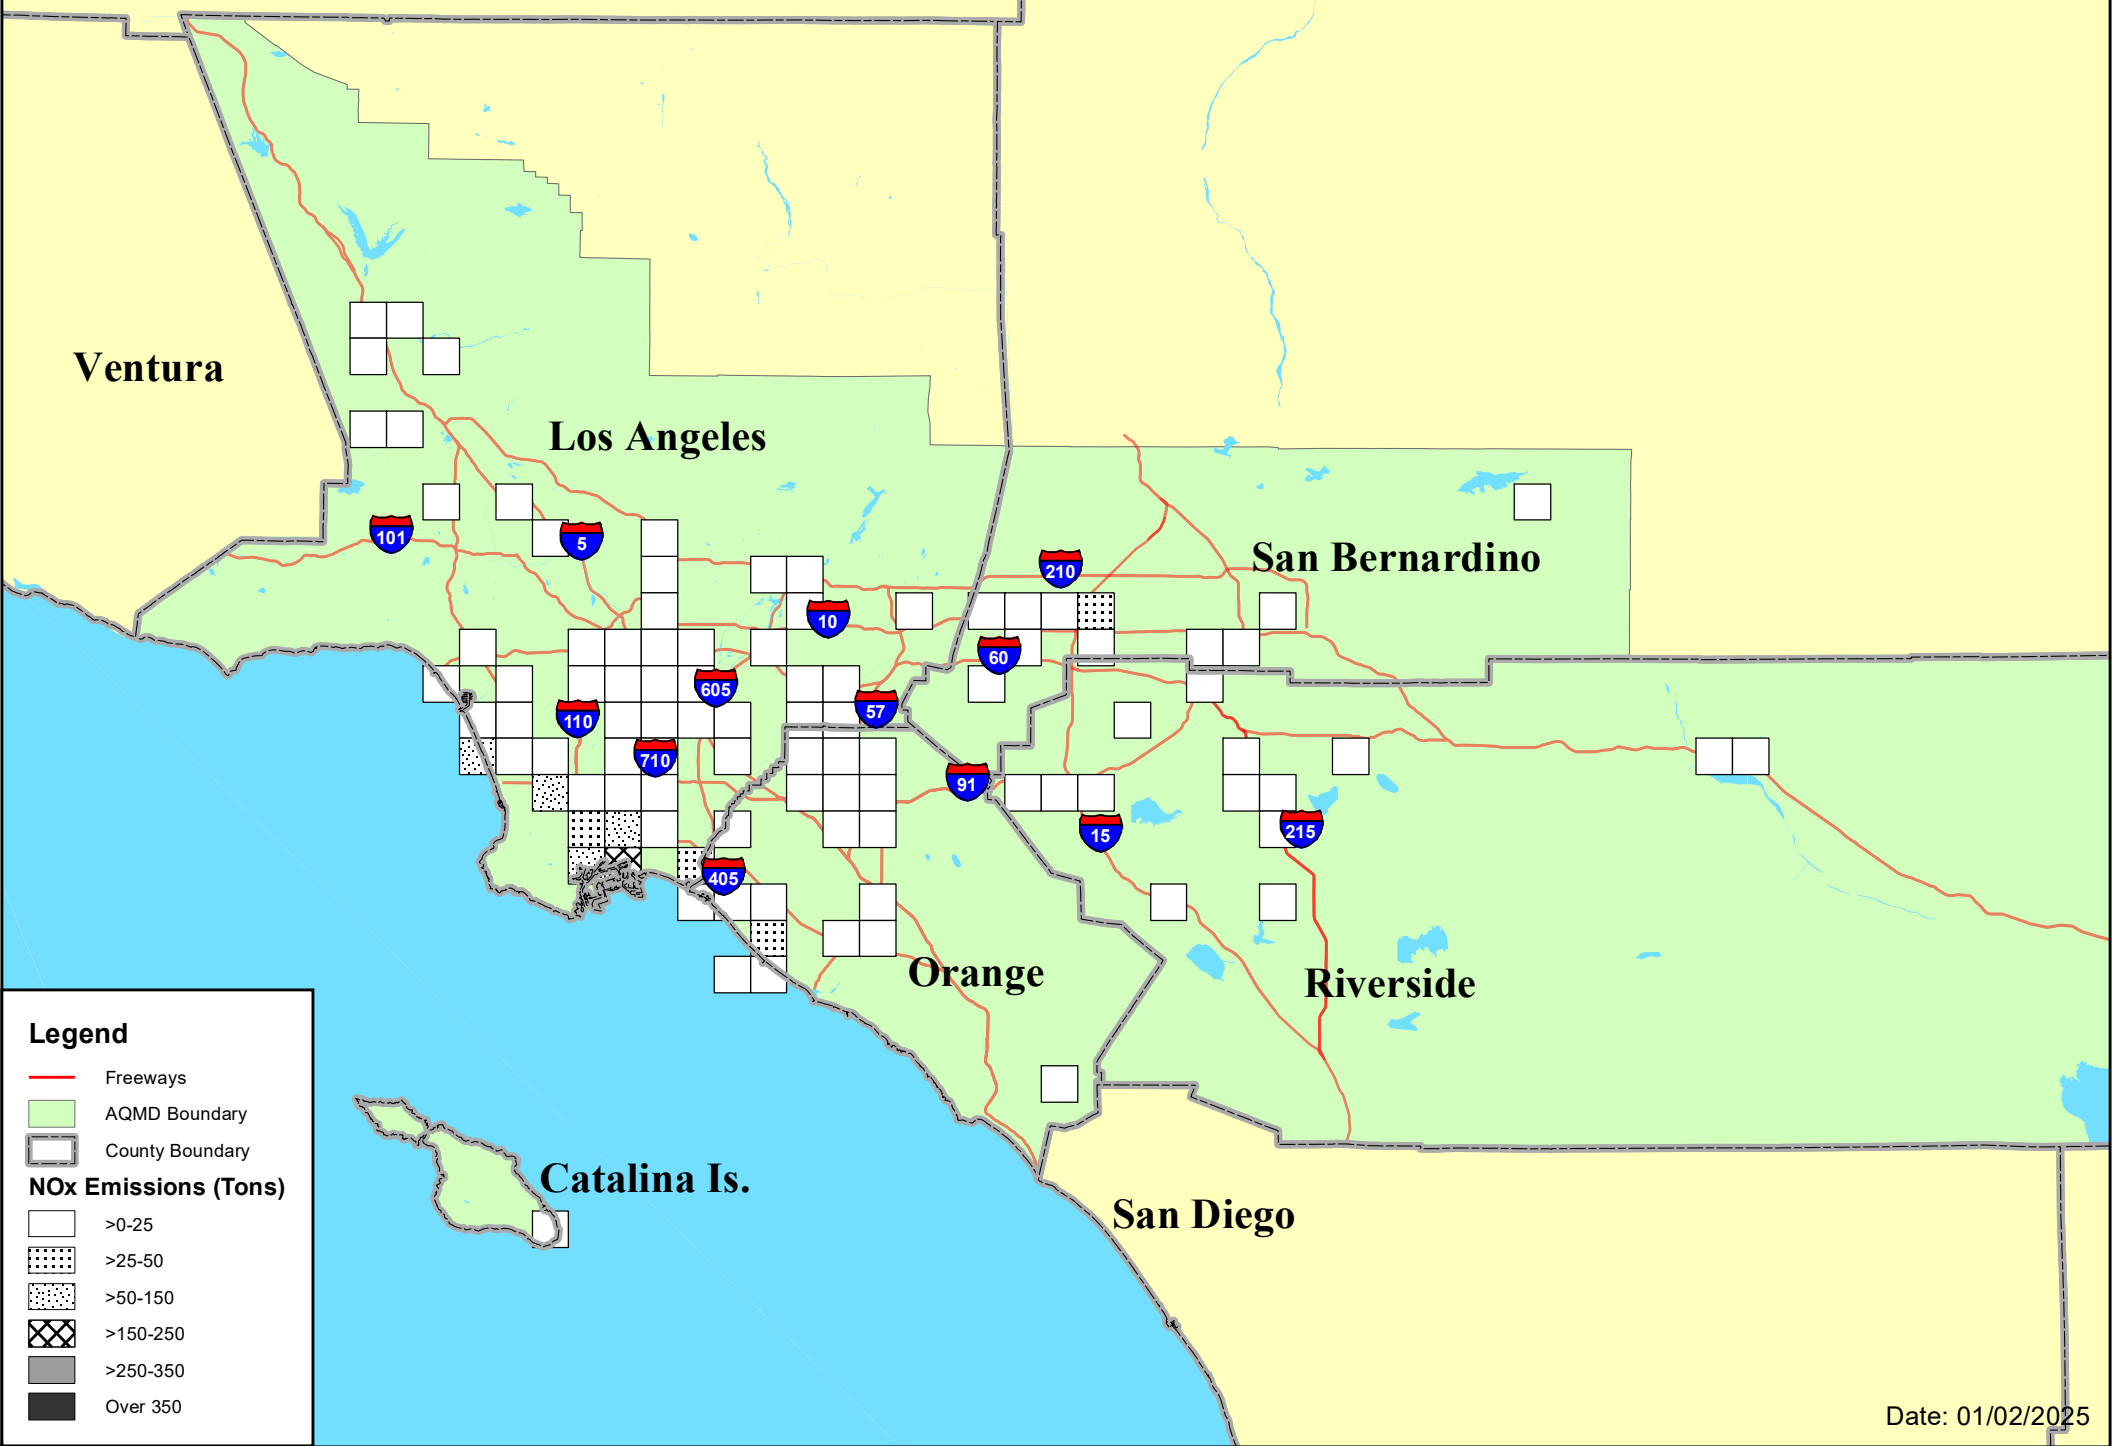 Ventura
Los Angeles
101
5
210
San Bernardino
10
60
605
57
110
710
91
15
215
405
Orange
Riverside
Legend
Freeways
AQMD Boundary
County Boundary
NOx Emissions (Tons)
>0-25
>25-50
>50-150
>150-250
>250-350
Over 350
Catalina Is.
San Diego
Date: 01/02/2025